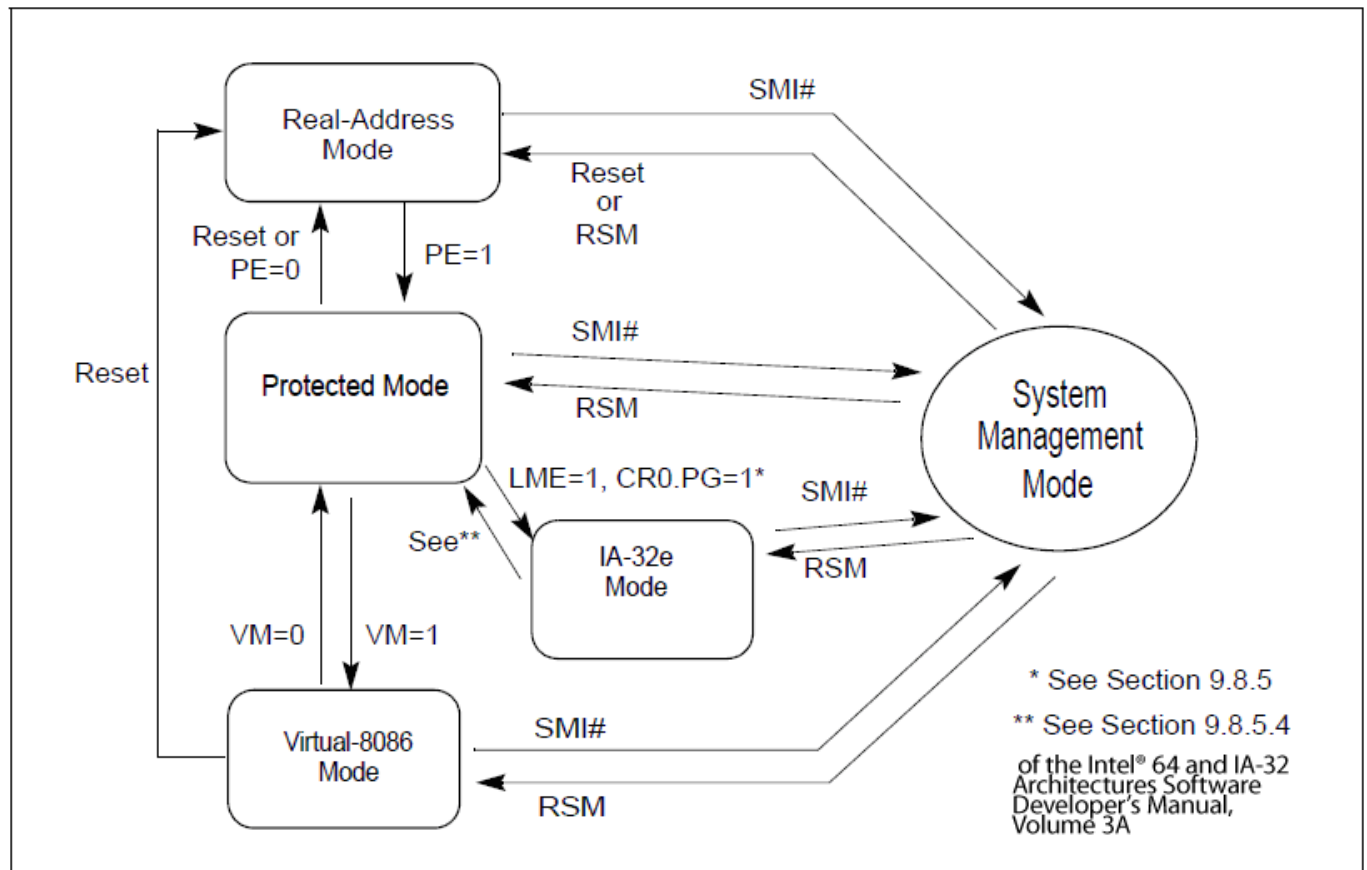 SMI#
Real-Address
Mode
Reset
or
RSM
Reset or
PE=0
PE=1
SMI#
Reset
Protected Mode
RSM
System
Management
Mode
LME=1, CR0.PG=1*
SMI#
See**
IA-32e
Mode
RSM
VM=0
VM=1
* See Section 9.8.5
** See Section 9.8.5.4
of the Intel® 64 and IA-32
Architectures Software
Developer's Manual,
Volume 3A
Virtual-8086
Mode
SMI#
RSM